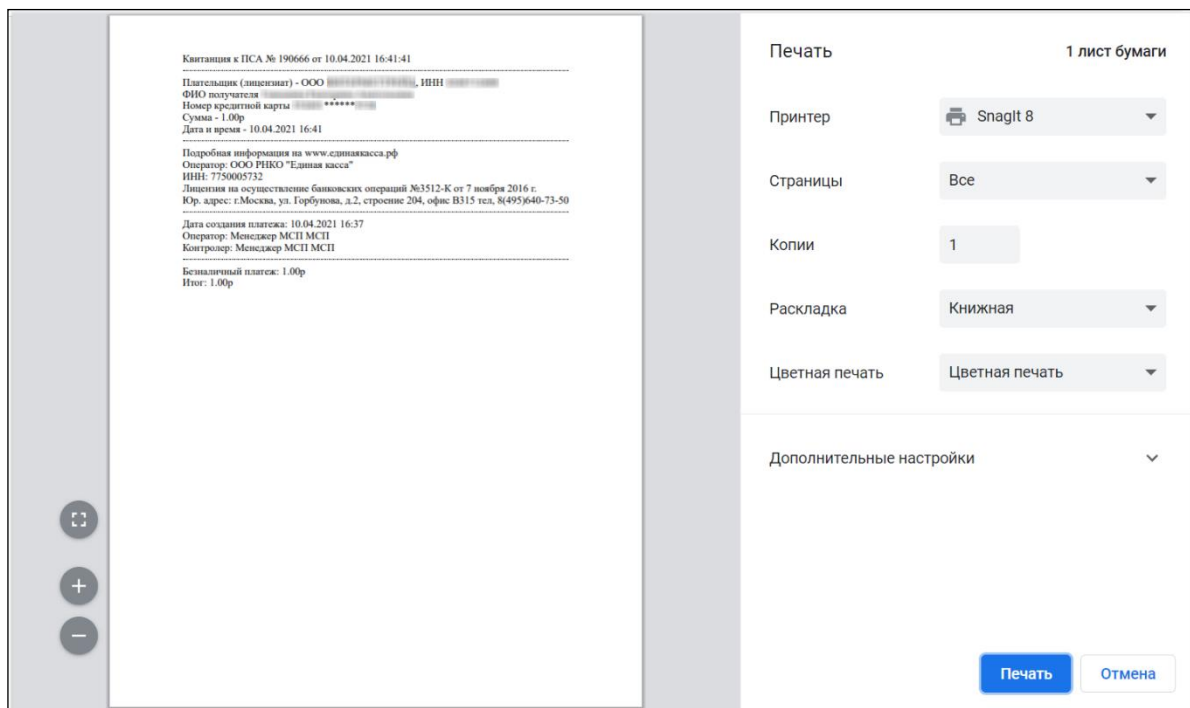 Квитанция к ПСА № 190666 от 10.04.2021 16:41:41
Плательщик (лицензиат) - ООО , ИНН
ФИО получателя
Номер кредитной карты ******
Сумма - 1.00р
Дата и время - 10.04.2021 16:41
Подробная информация на www.единаякасса.рф
Оператор: ООО РНКО "Единая касса"
ИНН: 7750005732
Лицензия на осуществление банковских операций №3512-К от 7 ноября 2016 г.
Юр. адрес: г.Москва, ул. Горбунова, д.2, строение 204, офис В315 тел, 8(495)640-73-50
Дата создания платежа: 10.04.2021 16:37
Оператор: Менеджер МСП МСП
Контролер: Менеджер МСП МСП
Безналичный платеж: 1.00р
Итог: 1.00р
Печать 1 лист бумаги
Принтер SnagIt 8
Страницы Все
Копии 1
Раскладка Книжная
Цветная печать Цветная печать
Дополнительные настройки
Печать Отмена